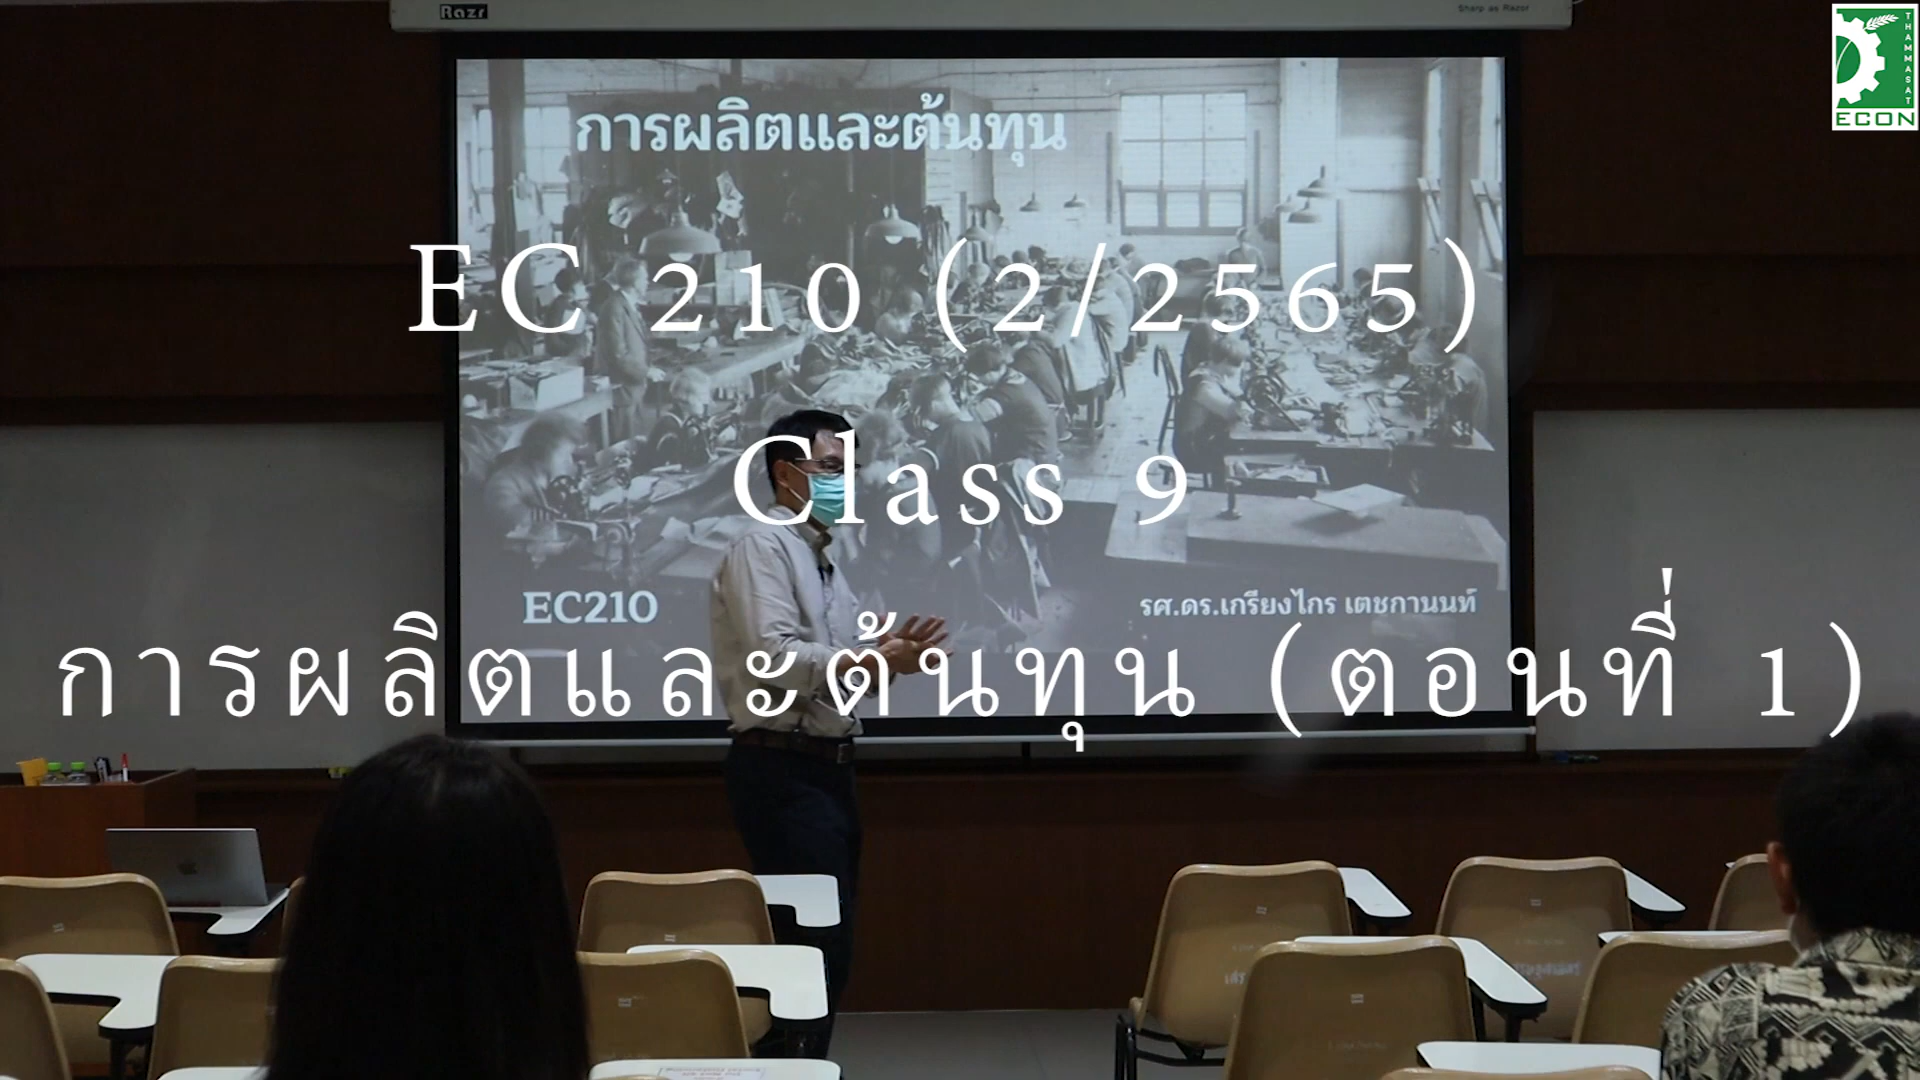 Razr
Sharp as Razor
THAMMASAT
ECON
การผลิตและต้นทุน
EC 210 (2/2565)
Class 9
EC210
รศ.ดร.เกรียงไกร เตชกานนท์
การผลิตและต้นทุน (ตอนที่ 1)